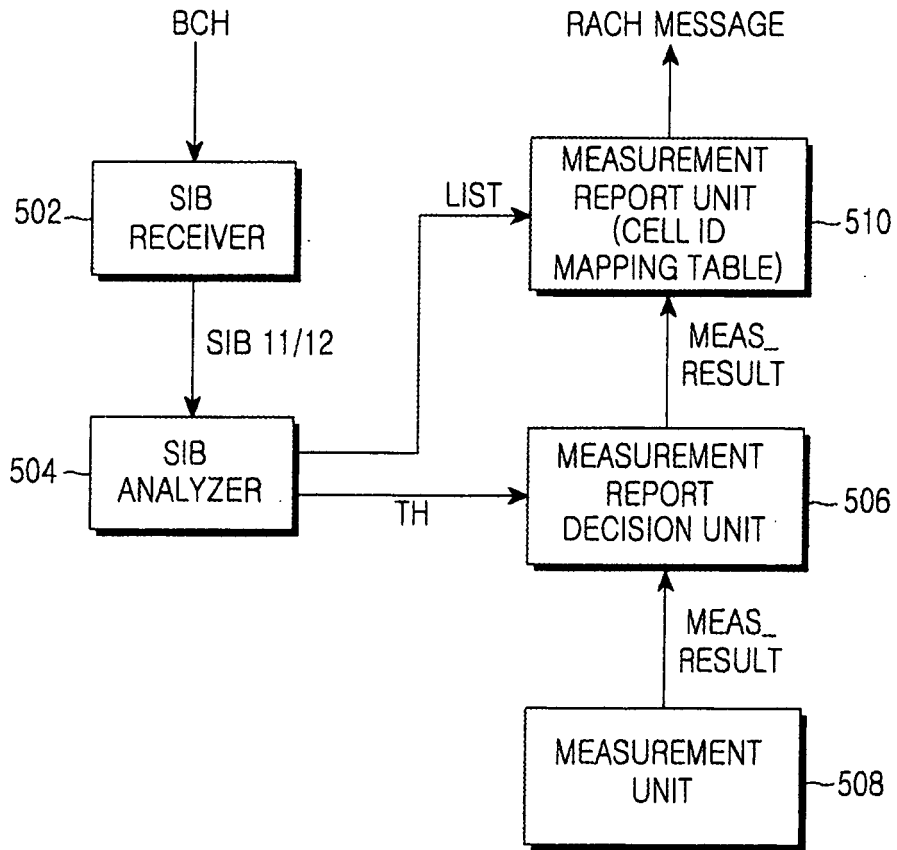 BCH
RACH MESSAGE
502
SIB
RECEIVER
LIST
MEASUREMENT
REPORT UNIT
(CELL ID
MAPPING TABLE)
510
SIB 11/12
MEAS_
RESULT
504
SIB
ANALYZER
TH
MEASUREMENT
REPORT
DECISION UNIT
506
MEAS_
RESULT
MEASUREMENT
UNIT
508